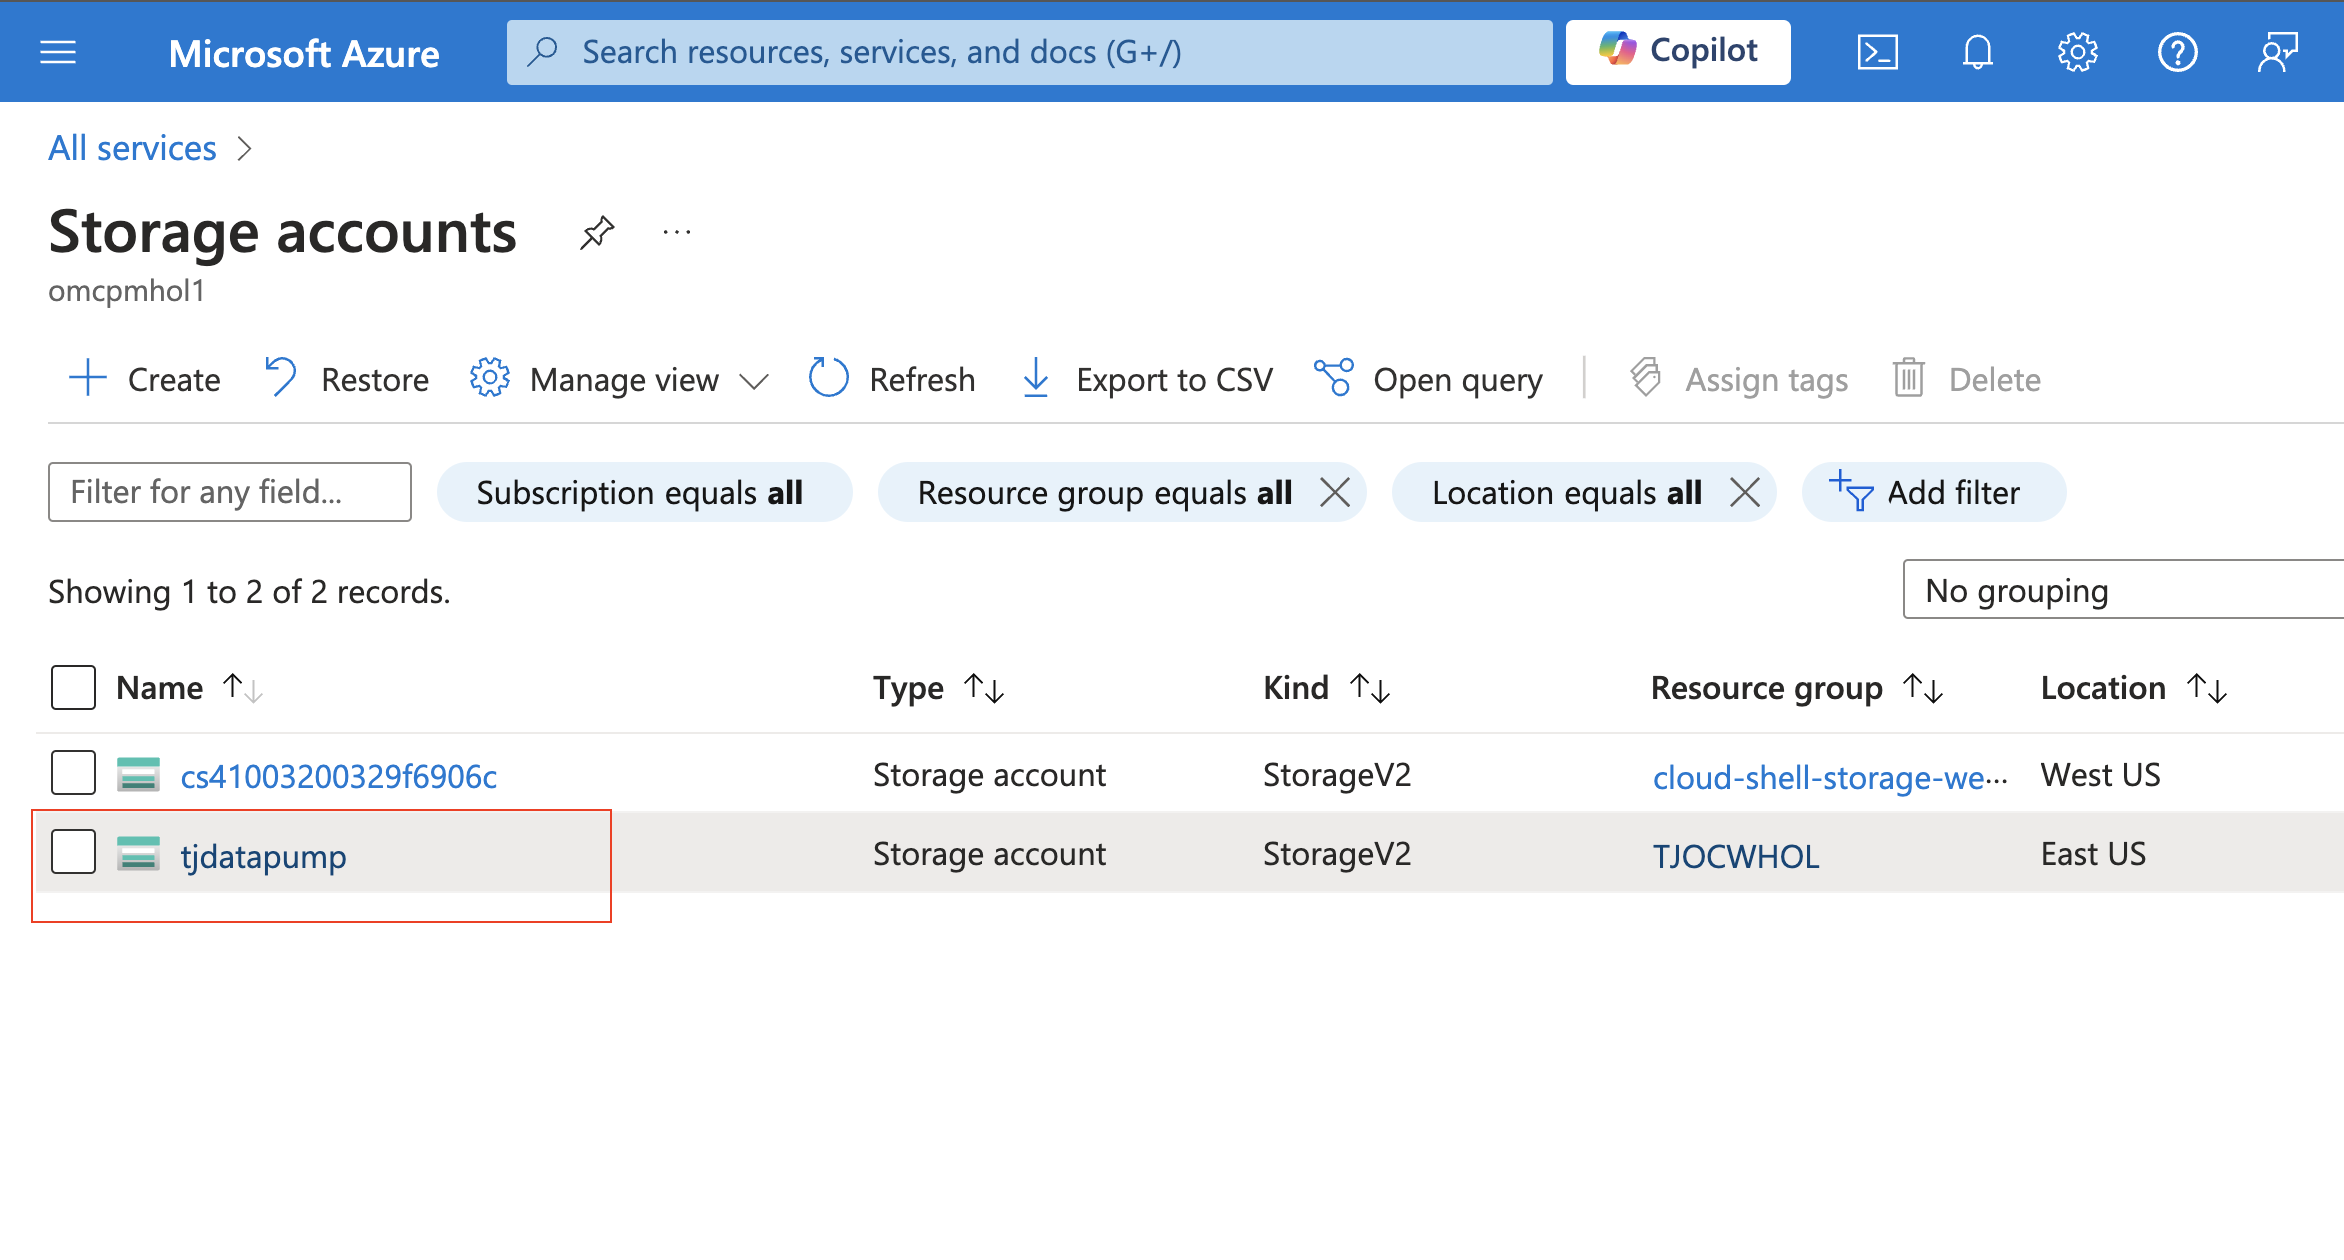 Microsoft Azure
Search resources, services, and docs (G+/)
Copilot
All services
Storage accounts
...
omcpmhol1
Create Restore Manage view Refresh Export to CSV Open query Assign tags Delete
Filter for any field... Subscription equals all Resource group equals all Location equals all Add filter
Showing 1 to 2 of 2 records.
No grouping
Name Type Kind Resource group Location
cs41003200329f6906c Storage account StorageV2 cloud-shell-storage-we... West US
tjdatapump Storage account StorageV2 TJOCWHOL East US